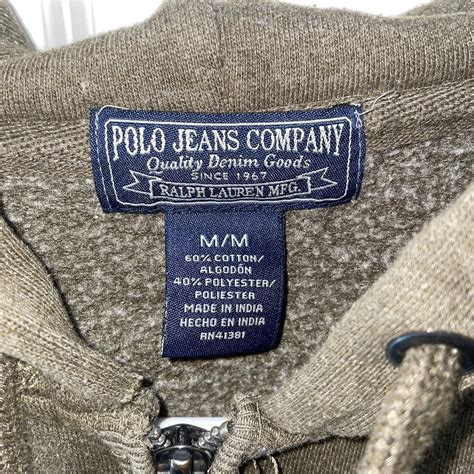 POLO JEANS COMPANY
Quality Denim Goods
SINCE 1967
RALPH LAUREN MFG.
M/M
60% COTTON/
ALGODÓN
40% POLYESTER/
POLIESTER
MADE IN INDIA
HECHO EN INDIA
RN41381